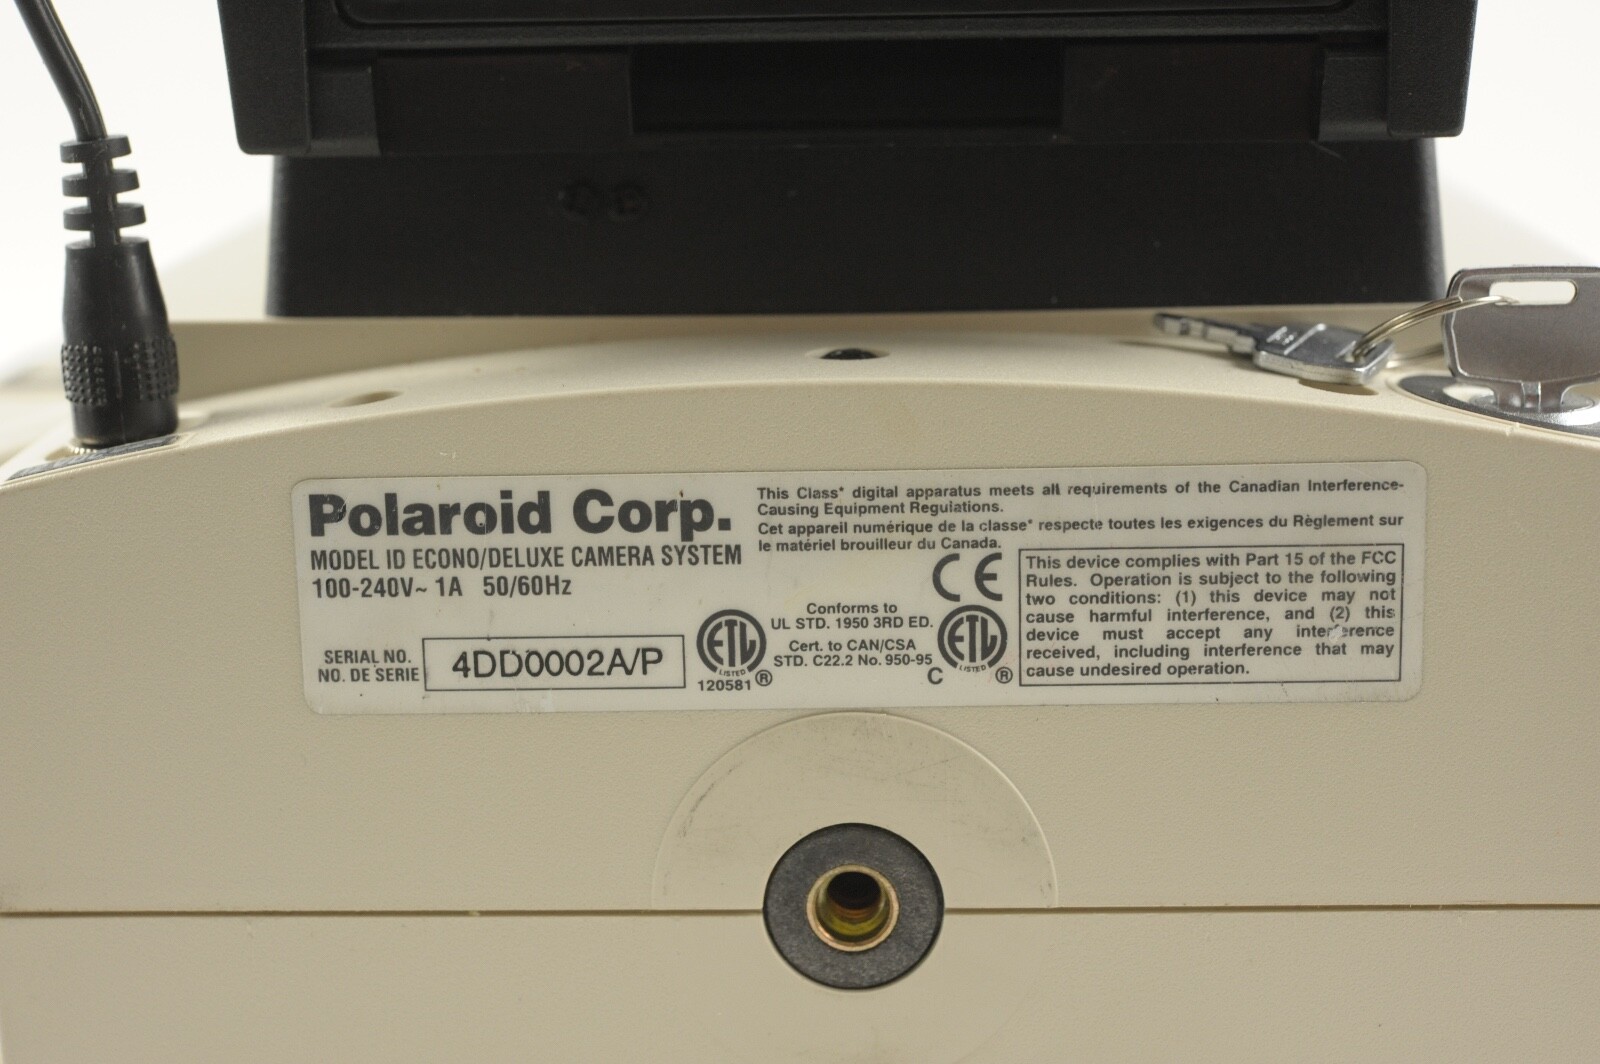 Polaroid Corp.
MODEL ID ECONO/DELUXE CAMERA SYSTEM
100-240V~ 1A 50/60Hz
SERIAL NO.
NO. DE SERIE
4DD0002A/P
This Class* digital apparatus meets all requirements of the Canadian Interference-
Causing Equipment Regulations.
Cet appareil numérique de la classe* respecte toutes les exigences du Règlement sur
le matériel brouilleur du Canada.
CE
ETL
LISTED
120581 ®
Conforms to
UL STD. 1950 3RD ED.
Cert. to CAN/CSA
STD. C22.2 No. 950-95
ETL
LISTED
C ®
This device complies with Part 15 of the FCC
Rules. Operation is subject to the following
two conditions: (1) this device may not
cause harmful interference, and (2) this
device must accept any interference
received, including interference that may
cause undesired operation.